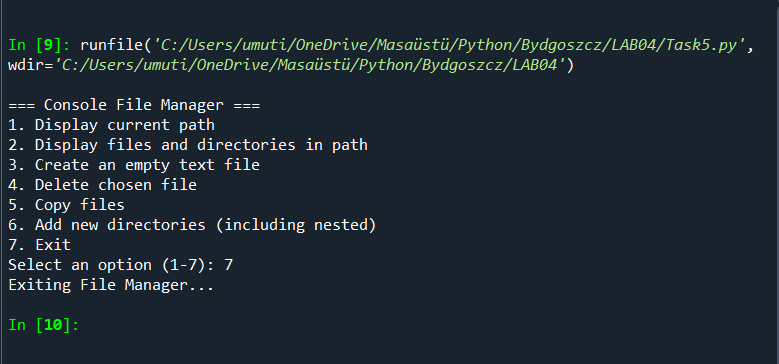 In [9]: runfile('C:/Users/umuti/OneDrive/Masaüstü/Python/Bydgoszcz/LAB04/Task5.py',
wdir='C:/Users/umuti/OneDrive/Masaüstü/Python/Bydgoszcz/LAB04')
=== Console File Manager ===
1. Display current path
2. Display files and directories in path
3. Create an empty text file
4. Delete chosen file
5. Copy files
6. Add new directories (including nested)
7. Exit
Select an option (1-7): 7
Exiting File Manager...
In [10]: